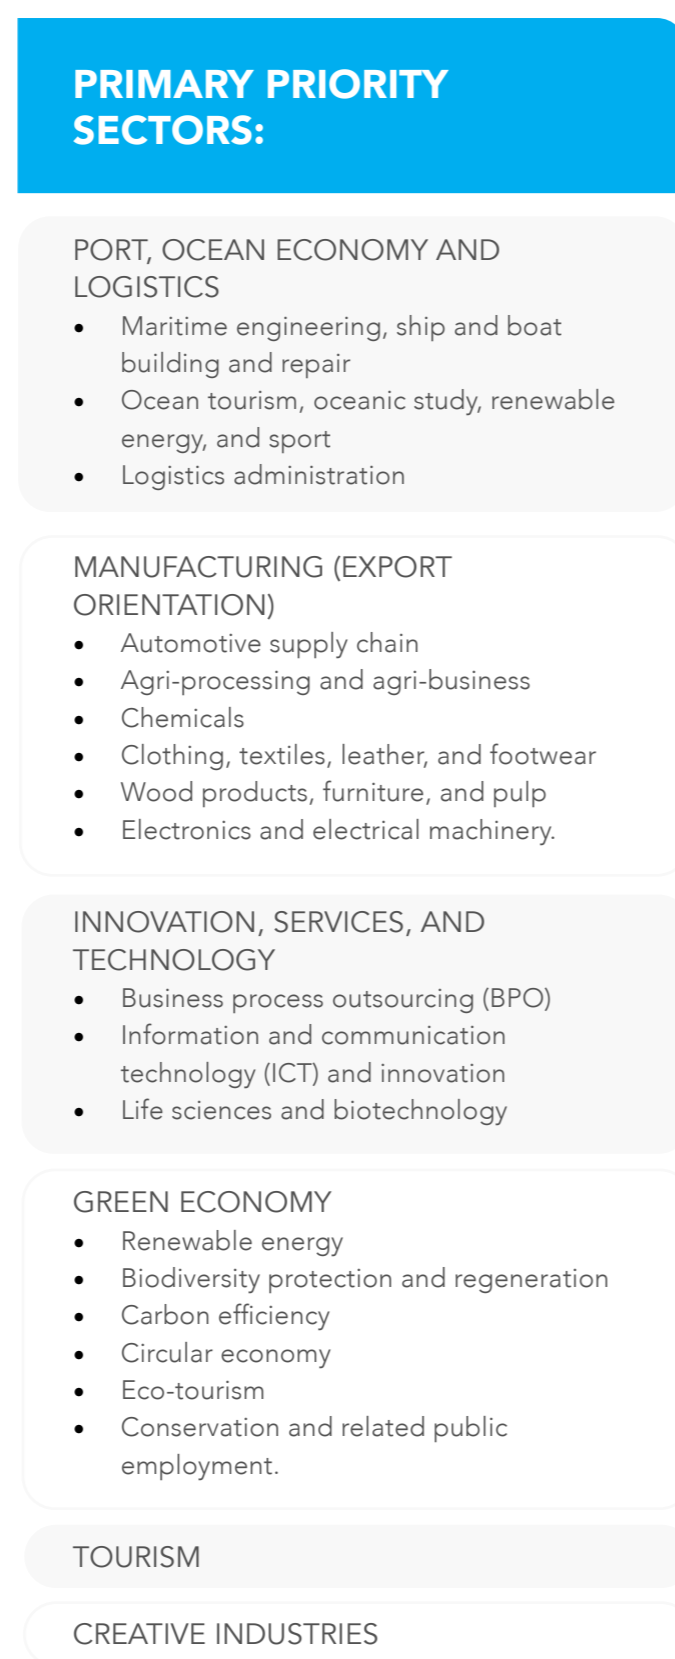 PRIMARY PRIORITY
SECTORS:
PORT, OCEAN ECONOMY AND
LOGISTICS
• Maritime engineering, ship and boat
building and repair
• Ocean tourism, oceanic study, renewable
energy, and sport
• Logistics administration
MANUFACTURING (EXPORT
ORIENTATION)
• Automotive supply chain
• Agri-processing and agri-business
• Chemicals
• Clothing, textiles, leather, and footwear
• Wood products, furniture, and pulp
• Electronics and electrical machinery.
INNOVATION, SERVICES, AND
TECHNOLOGY
• Business process outsourcing (BPO)
• Information and communication
technology (ICT) and innovation
• Life sciences and biotechnology
GREEN ECONOMY
• Renewable energy
• Biodiversity protection and regeneration
• Carbon efficiency
• Circular economy
• Eco-tourism
• Conservation and related public
employment.
TOURISM
CREATIVE INDUSTRIES